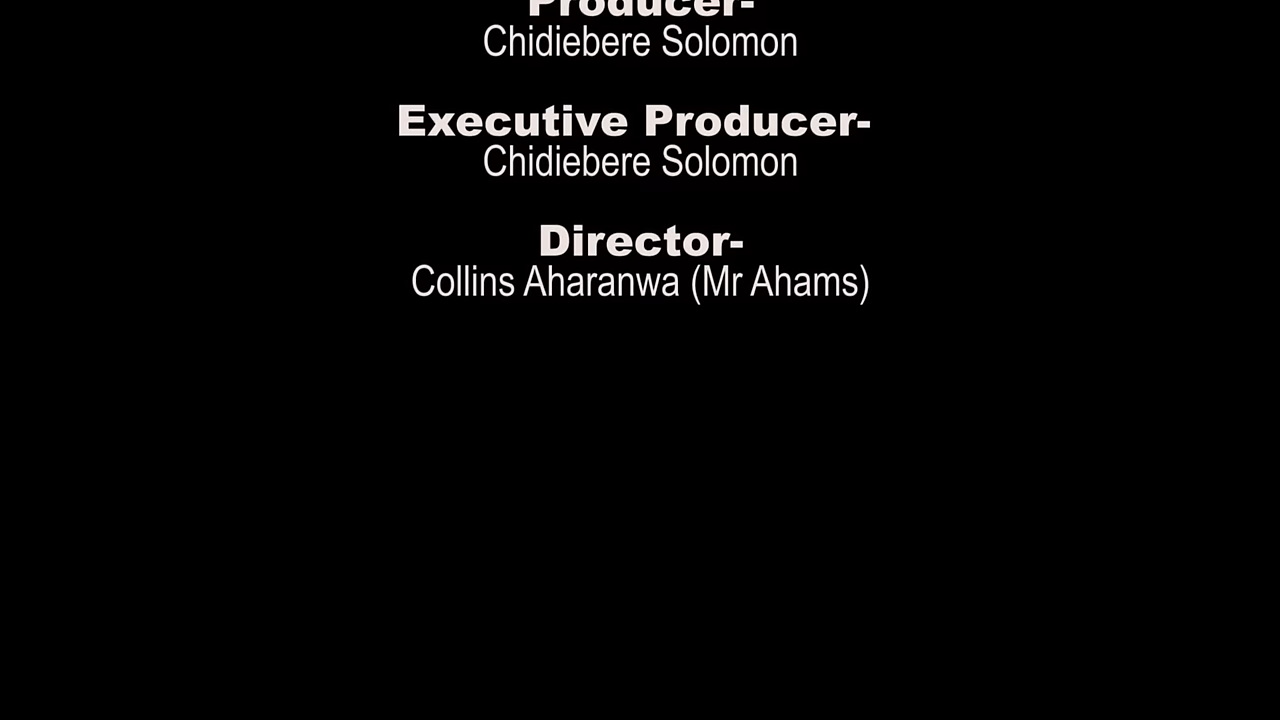 Producer-
Chidiebere Solomon
Executive Producer-
Chidiebere Solomon
Director-
Collins Aharanwa (Mr Ahams)